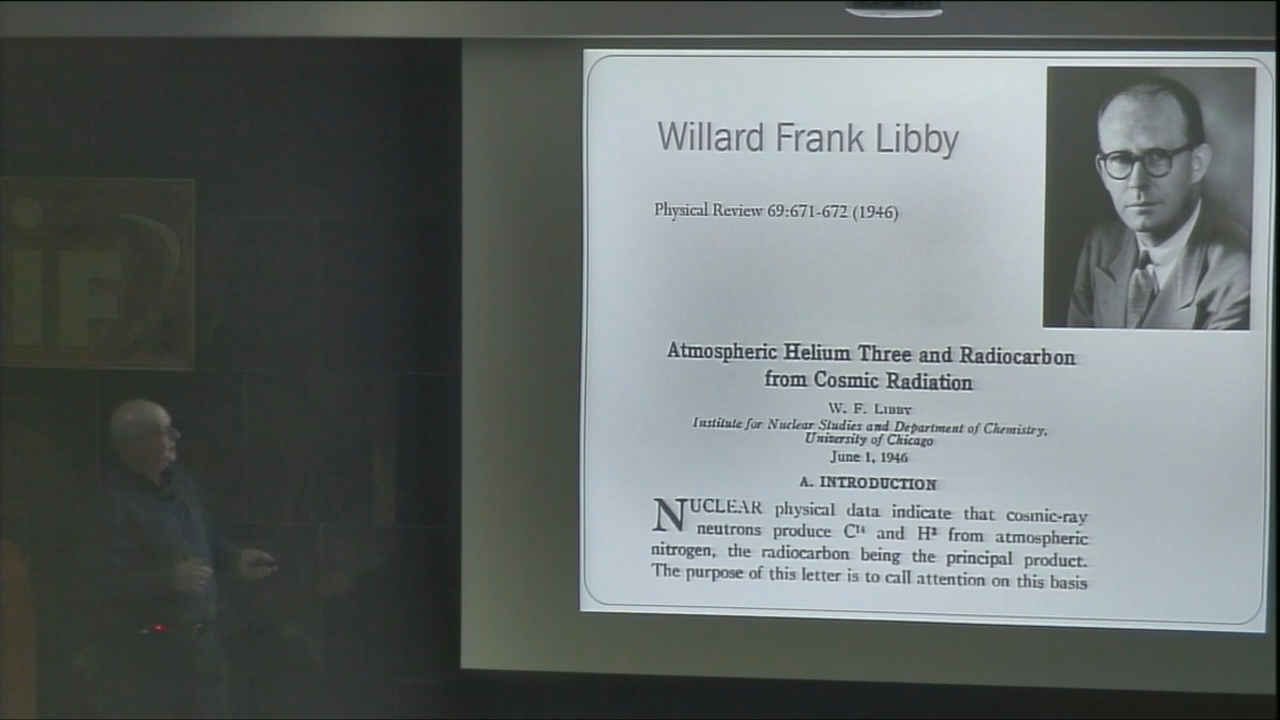 iF
Willard Frank Libby
Physical Review 69:671-672 (1946)
Atmospheric Helium Three and Radiocarbon
from Cosmic Radiation
W. F. LIBBY
Institute for Nuclear Studies and Department of Chemistry,
University of Chicago
June 1, 1946
A. INTRODUCTION
NUCLEAR physical data indicate that cosmic-ray
neutrons produce C¹⁴ and H³ from atmospheric
nitrogen, the radiocarbon being the principal product.
The purpose of this letter is to call attention on this basis